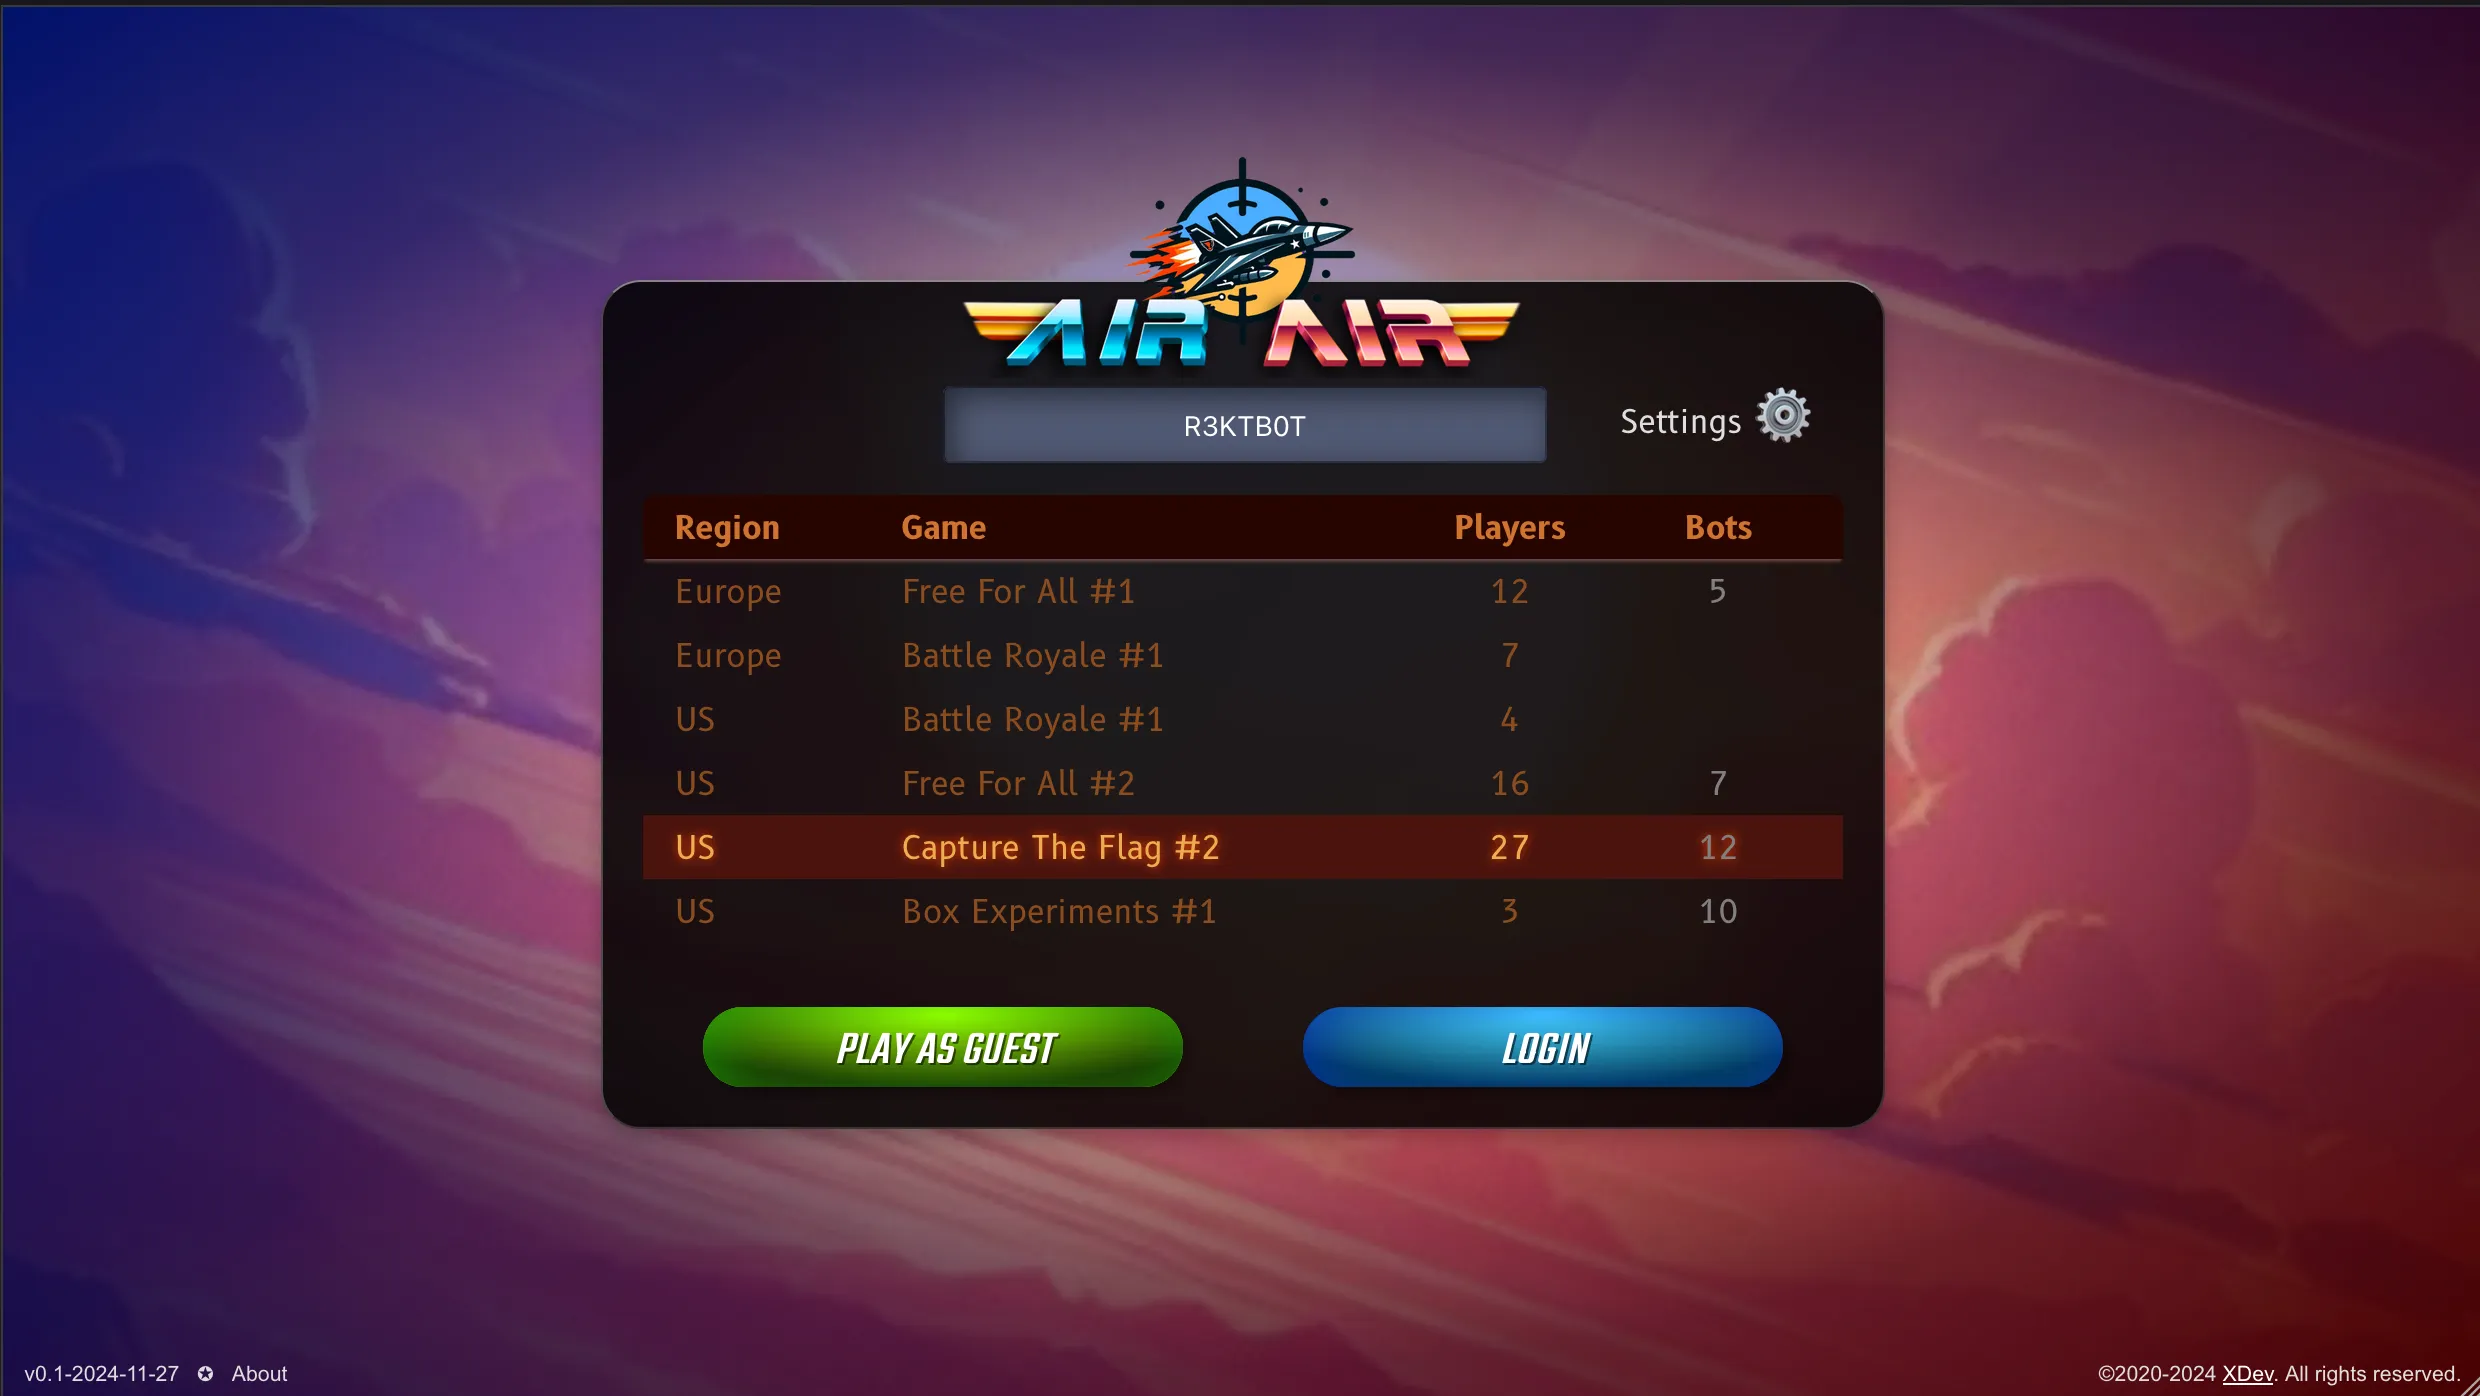 AIR AIR
R3KTB0T
Settings
Region Game Players Bots
Europe Free For All #1 12 5
Europe Battle Royale #1 7
US Battle Royale #1 4
US Free For All #2 16 7
US Capture The Flag #2 27 12
US Box Experiments #1 3 10
PLAY AS GUEST LOGIN
v0.1-2024-11-27 ✪ About ©2020-2024 XDev. All rights reserved.